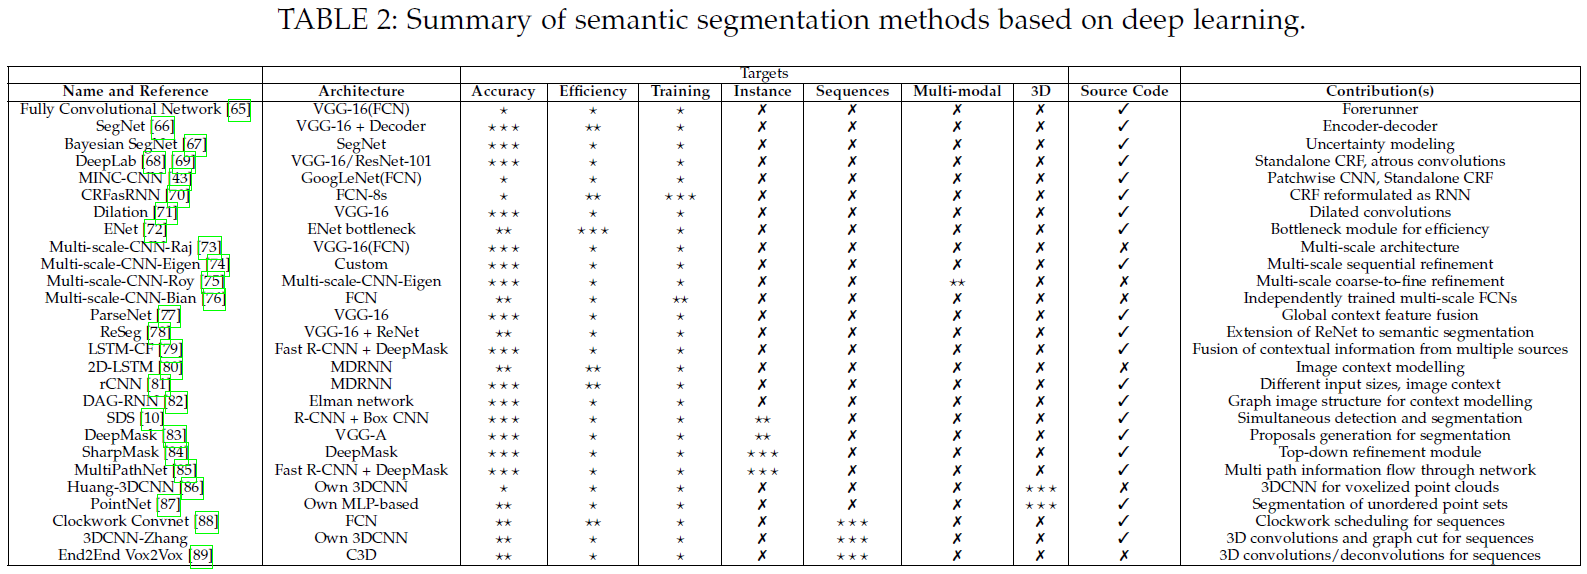 TABLE 2: Summary of semantic segmentation methods based on deep learning.
Targets
Name and Reference Architecture Accuracy Efficiency Training Instance Sequences Multi-modal 3D Source Code Contribution(s)
Fully Convolutional Network [65] VGG-16(FCN) ⋆ ⋆ ⋆ ✗ ✗ ✗ ✗ ✓ Forerunner
SegNet [66] VGG-16 + Decoder ⋆⋆⋆ ⋆⋆ ⋆ ✗ ✗ ✗ ✗ ✓ Encoder-decoder
Bayesian SegNet [67] SegNet ⋆⋆⋆ ⋆ ⋆ ✗ ✗ ✗ ✗ ✓ Uncertainty modeling
DeepLab [68] [69] VGG-16/ResNet-101 ⋆⋆⋆ ⋆ ⋆ ✗ ✗ ✗ ✗ ✓ Standalone CRF, atrous convolutions
MINC-CNN [43] GoogLeNet(FCN) ⋆ ⋆ ⋆ ✗ ✗ ✗ ✗ ✓ Patchwise CNN, Standalone CRF
CRFasRNN [70] FCN-8s ⋆ ⋆⋆ ⋆⋆⋆ ✗ ✗ ✗ ✗ ✓ CRF reformulated as RNN
Dilation [71] VGG-16 ⋆⋆⋆ ⋆ ⋆ ✗ ✗ ✗ ✗ ✓ Dilated convolutions
ENet [72] ENet bottleneck ⋆⋆ ⋆⋆⋆ ⋆ ✗ ✗ ✗ ✗ ✓ Bottleneck module for efficiency
Multi-scale-CNN-Raj [73] VGG-16(FCN) ⋆⋆⋆ ⋆ ⋆ ✗ ✗ ✗ ✗ ✗ Multi-scale architecture
Multi-scale-CNN-Eigen [74] Custom ⋆⋆⋆ ⋆ ⋆ ✗ ✗ ✗ ✗ ✓ Multi-scale sequential refinement
Multi-scale-CNN-Roy [75] Multi-scale-CNN-Eigen ⋆⋆⋆ ⋆ ⋆ ✗ ✗ ⋆⋆ ✗ ✗ Multi-scale coarse-to-fine refinement
Multi-scale-CNN-Bian [76] FCN ⋆⋆ ⋆ ⋆⋆ ✗ ✗ ✗ ✗ ✗ Independently trained multi-scale FCNs
ParseNet [77] VGG-16 ⋆⋆⋆ ⋆ ⋆ ✗ ✗ ✗ ✗ ✓ Global context feature fusion
ReSeg [78] VGG-16 + ReNet ⋆⋆ ⋆ ⋆ ✗ ✗ ✗ ✗ ✓ Extension of ReNet to semantic segmentation
LSTM-CF [79] Fast R-CNN + DeepMask ⋆⋆⋆ ⋆ ⋆ ✗ ✗ ✗ ✗ ✓ Fusion of contextual information from multiple sources
2D-LSTM [80] MDRNN ⋆⋆ ⋆⋆ ⋆ ✗ ✗ ✗ ✗ ✗ Image context modelling
rCNN [81] MDRNN ⋆⋆⋆ ⋆⋆ ⋆ ✗ ✗ ✗ ✗ ✓ Different input sizes, image context
DAG-RNN [82] Elman network ⋆⋆⋆ ⋆ ⋆ ✗ ✗ ✗ ✗ ✓ Graph image structure for context modelling
SDS [10] R-CNN + Box CNN ⋆⋆⋆ ⋆ ⋆ ⋆⋆ ✗ ✗ ✗ ✓ Simultaneous detection and segmentation
DeepMask [83] VGG-A ⋆⋆⋆ ⋆ ⋆ ⋆⋆ ✗ ✗ ✗ ✓ Proposals generation for segmentation
SharpMask [84] DeepMask ⋆⋆⋆ ⋆ ⋆ ⋆⋆⋆ ✗ ✗ ✗ ✓ Top-down refinement module
MultiPathNet [85] Fast R-CNN + DeepMask ⋆⋆⋆ ⋆ ⋆ ⋆⋆⋆ ✗ ✗ ✗ ✓ Multi path information flow through network
Huang-3DCNN [86] Own 3DCNN ⋆ ⋆ ⋆ ✗ ✗ ✗ ⋆⋆⋆ ✗ 3DCNN for voxelized point clouds
PointNet [87] Own MLP-based ⋆⋆ ⋆ ⋆ ✗ ✗ ✗ ⋆⋆⋆ ✓ Segmentation of unordered point sets
Clockwork Convnet [88] FCN ⋆⋆ ⋆⋆ ⋆ ✗ ⋆⋆⋆ ✗ ✗ ✓ Clockwork scheduling for sequences
3DCNN-Zhang Own 3DCNN ⋆⋆ ⋆ ⋆ ✗ ⋆⋆⋆ ✗ ✗ ✓ 3D convolutions and graph cut for sequences
End2End Vox2Vox [89] C3D ⋆⋆ ⋆ ⋆ ✗ ⋆⋆⋆ ✗ ✗ ✗ 3D convolutions/deconvolutions for sequences